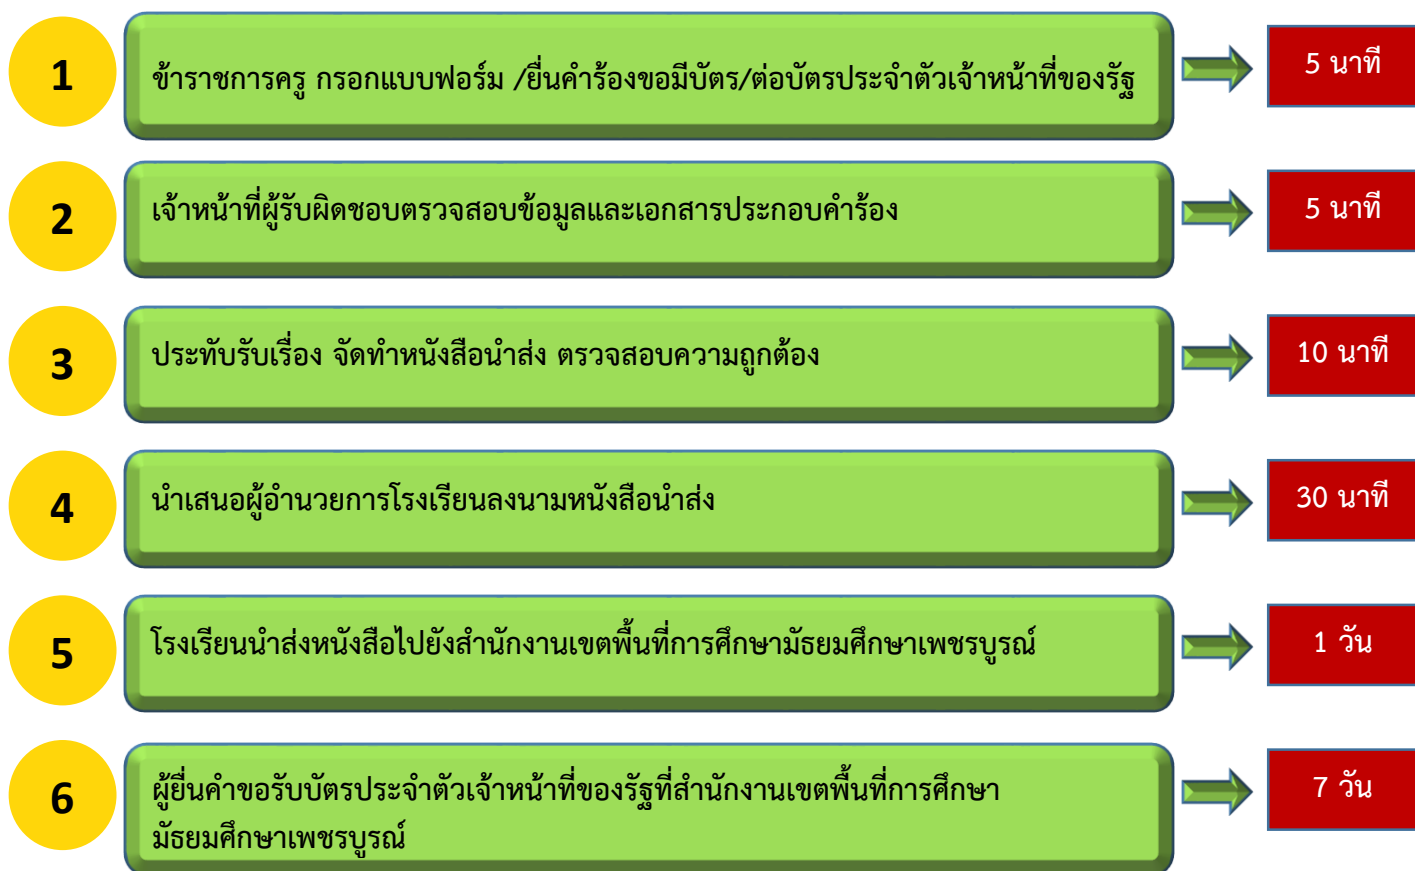 1
ข้าราชการครู กรอกแบบฟอร์ม /ยื่นคำร้องขอมีบัตร/ต่อบัตรประจำตัวเจ้าหน้าที่ของรัฐ
5 นาที
2
เจ้าหน้าที่ผู้รับผิดชอบตรวจสอบข้อมูลและเอกสารประกอบคำร้อง
5 นาที
3
ประทับรับเรื่อง จัดทำหนังสือนำส่ง ตรวจสอบความถูกต้อง
10 นาที
4
นำเสนอผู้อำนวยการโรงเรียนลงนามหนังสือนำส่ง
30 นาที
5
โรงเรียนนำส่งหนังสือไปยังสำนักงานเขตพื้นที่การศึกษามัธยมศึกษาเพชรบูรณ์
1 วัน
6
ผู้ยื่นคำขอรับบัตรประจำตัวเจ้าหน้าที่ของรัฐที่สำนักงานเขตพื้นที่การศึกษา
มัธยมศึกษาเพชรบูรณ์
7 วัน